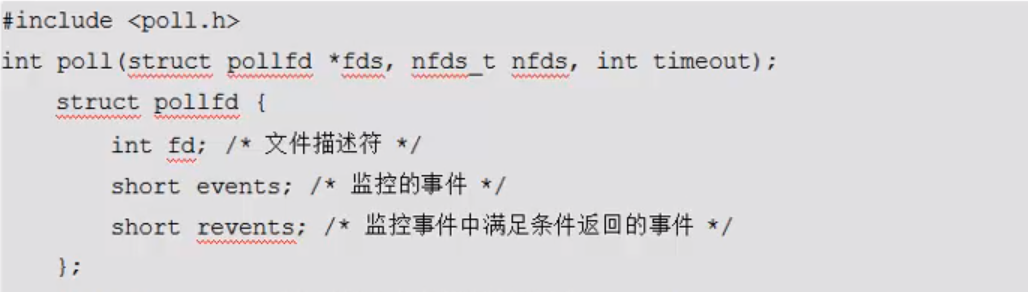 #include <poll.h>
int poll(struct pollfd *fds, nfds_t nfds, int timeout);
struct pollfd {
int fd; /* 文件描述符 */
short events; /* 监控的事件 */
short revents; /* 监控事件中满足条件返回的事件 */
};